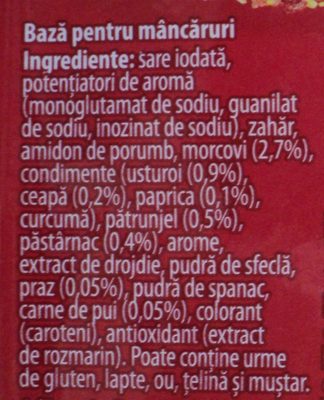 Bază pentru mâncăruri
Ingrediente: sare iodată,
potențiatori de aromă
(monoglutamat de sodiu, guanilat
de sodiu, inozinat de sodiu), zahăr,
amidon de porumb, morcovi (2,7%),
condimente (usturoi (0,9%),
ceapă (0,2%), paprica (0,1%),
curcumă), pătrunjel (0,5%),
păstârnac (0,4%), arome,
extract de drojdie, pudră de sfeclă,
praz (0,05%), pudră de spanac,
carne de pui (0,05%), colorant
(caroteni), antioxidant (extract
de rozmarin). Poate conține urme
de gluten, lapte, ou, țelină și muștar.